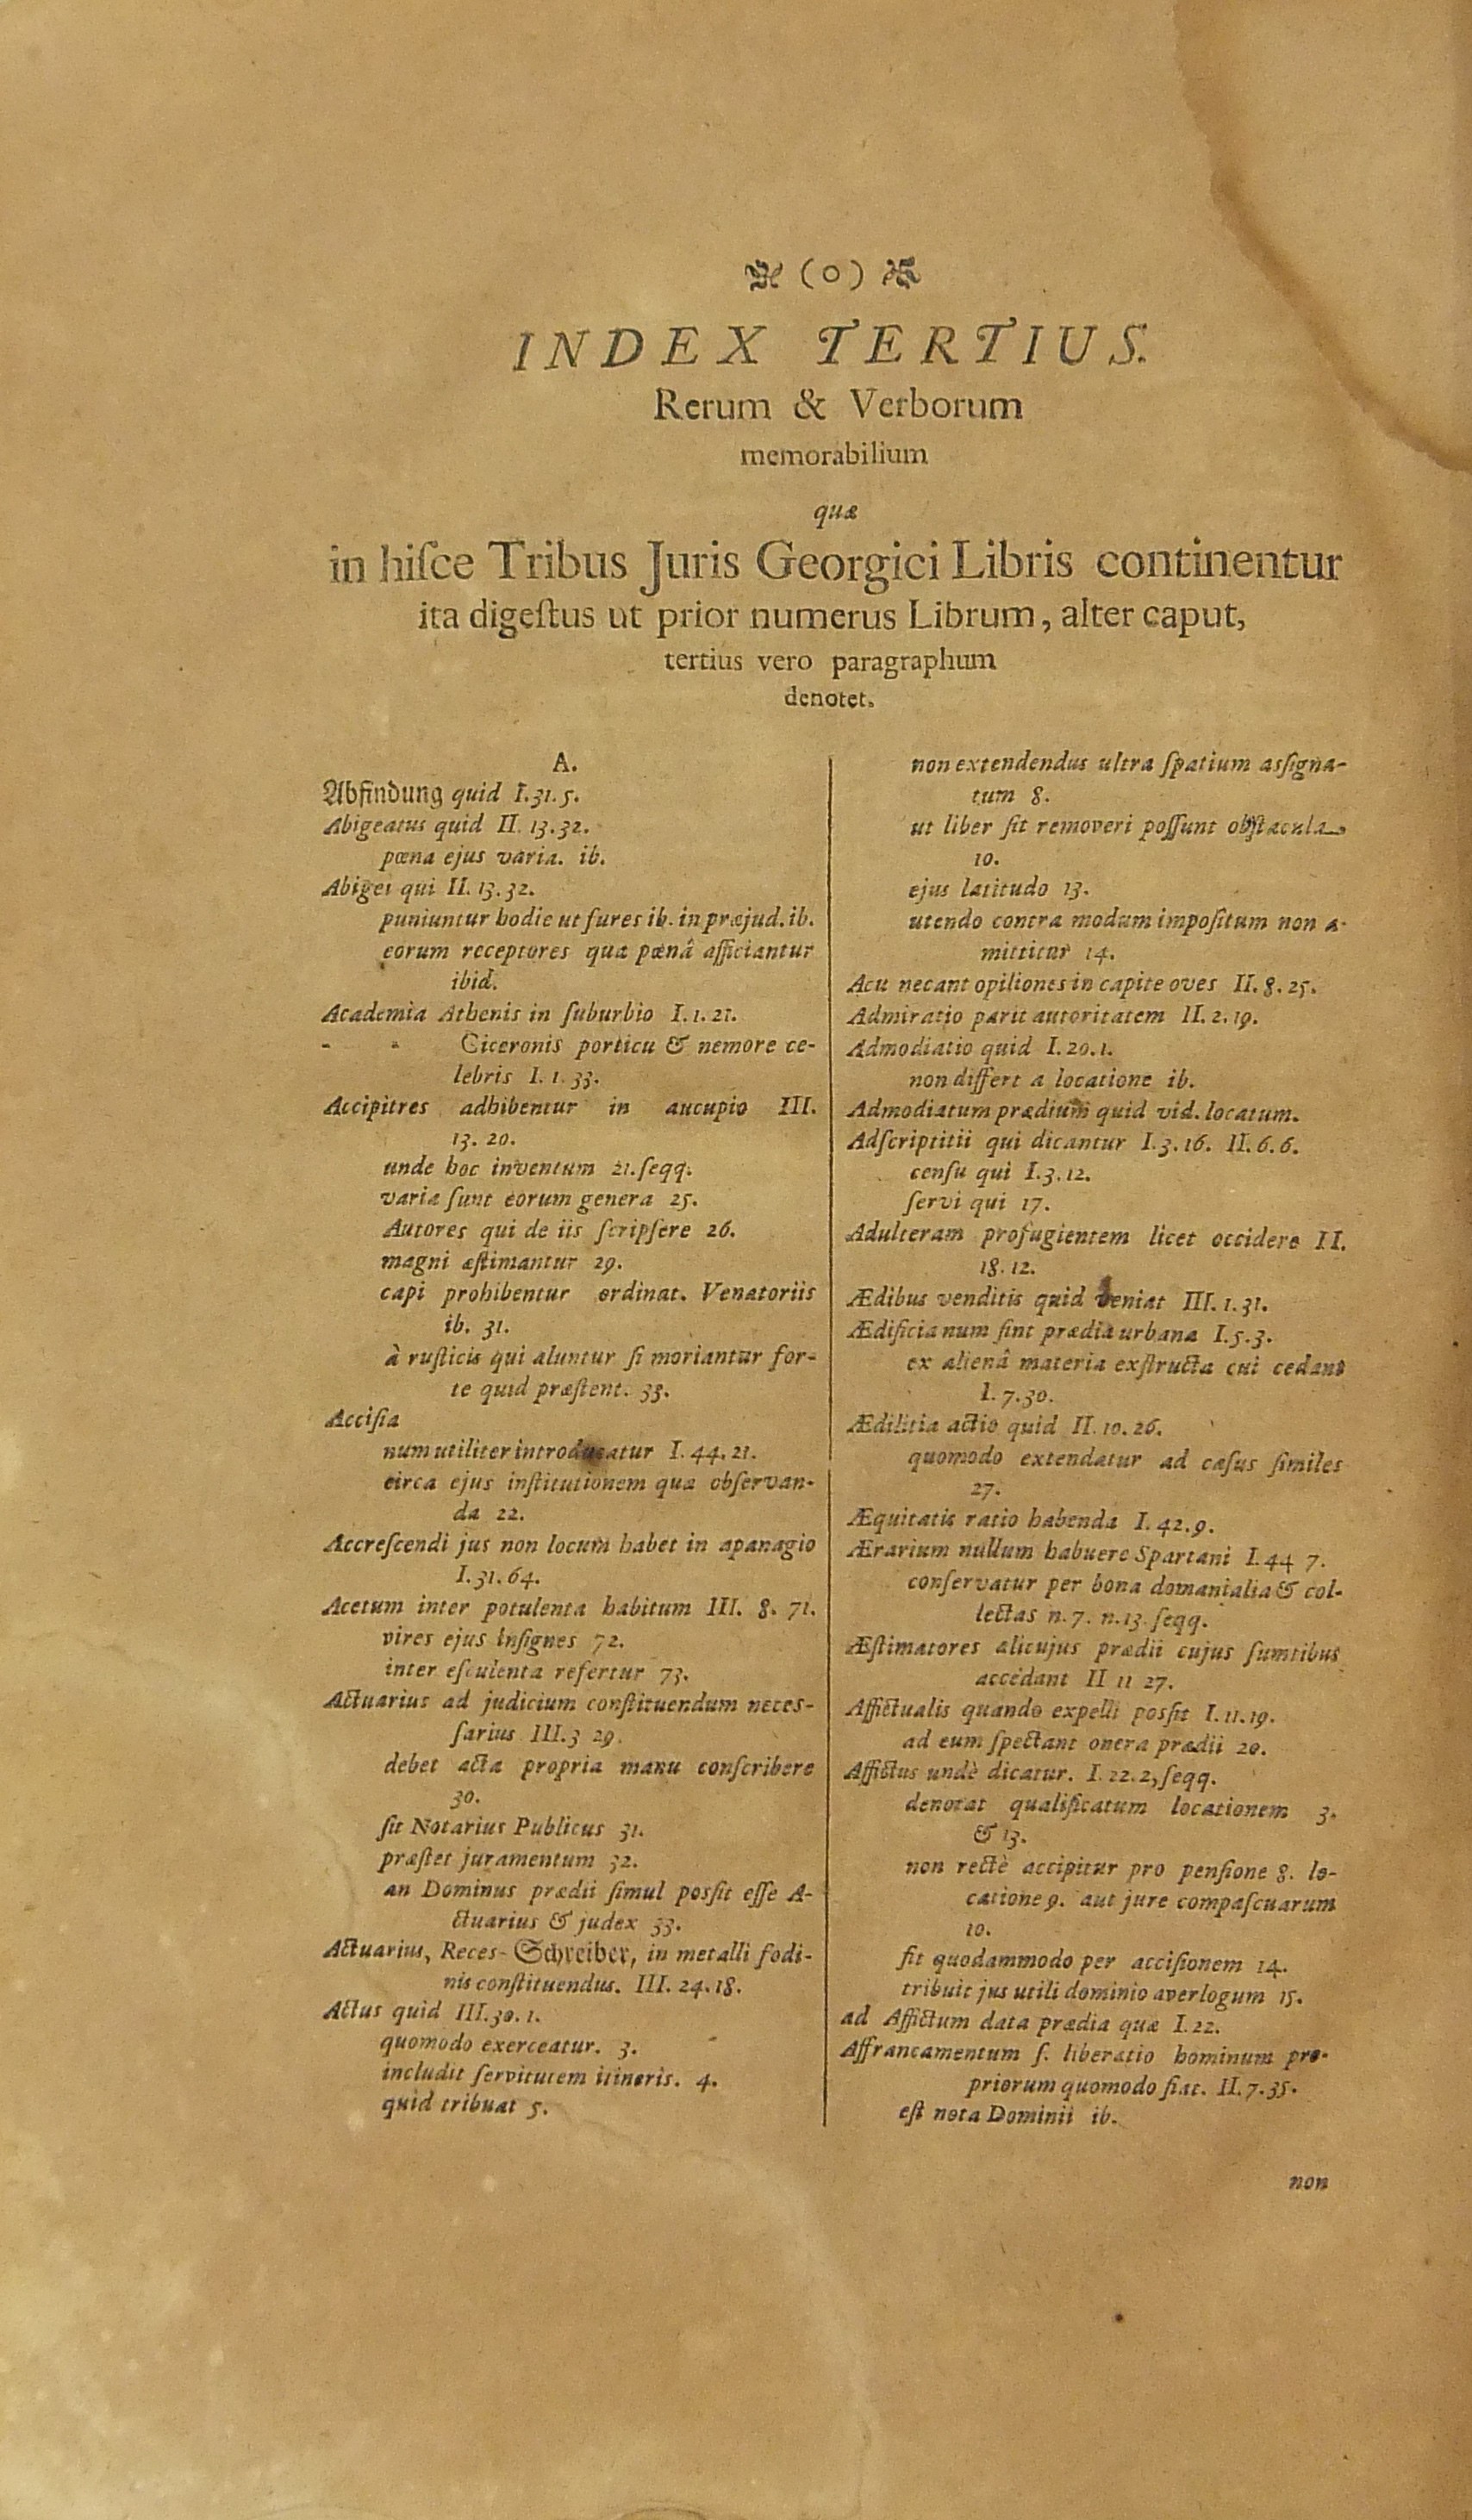 (o)
INDEX TERTIUS.
Rerum & Verborum
memorabilium
quæ
in hiſce Tribus Juris Georgici Libris continentur
ita digeſtus ut prior numerus Librum, alter caput,
tertius vero paragraphum
denotet.
A.
Abfindung quid I.31.5.
Abigeatus quid II. 13.32.
pœna ejus varia. ib.
Abigei qui II. 13.32.
puniuntur hodie ut fures ib. in præjud. ib.
eorum receptores qua pœnâ afficiantur
ibid.
Academia Athenis in ſuburbio I.1.21.
- - Ciceronis porticu & nemore ce-
lebris I. 1. 33.
Accipitres adhibentur in aucupio III.
13. 20.
unde hoc inventum 21. ſeqq.
varia ſunt eorum genera 25.
Autores qui de iis ſcripſere 26.
magni æſtimantur 29.
capi prohibentur ordinat. Venatoriis
ib. 31.
à ruſticis qui aluntur ſi moriantur for-
te quid præſtent. 33.
Acciſia
num utiliter introducatur I. 44. 21.
circa ejus inſtitutionem quæ obſervan-
da 22.
Accreſcendi jus non locum habet in apanagio
I.31.64.
Acetum inter potulenta habitum III. 8. 71.
vires ejus inſignes 72.
inter eſculenta refertur 73.
Actuarius ad judicium conſtituendum neceſ-
ſarius III.3 29.
debet acta propria manu conſcribere
30.
ſit Notarius Publicus 31.
præſtet juramentum 32.
an Dominus prædii ſimul poſſit eſſe A-
ctuarius & judex 33.
Actuarius, Reces-Schreiber, in metalli fodi-
nis conſtituendus. III. 24. 18.
Actus quid III.30. 1.
quomodo exerceatur. 3.
includit ſervitutem itineris. 4.
quid tribuat 5.
non extendendus ultra ſpatium aſſigna-
tum 8.
ut liber ſit removeri poſſunt obſtacula
10.
ejus latitudo 13.
utendo contra modum impoſitum non a-
mittitur 14.
Acu necant opiliones in capite oves II. 8. 25.
Admiratio parit autoritatem II. 2. 19.
Admodiatio quid I.20.1.
non differt a locatione ib.
Admodiatum prædium quid vid. locatum.
Adſcriptitii qui dicantur I.3.16. II.6.6.
cenſu qui I.3.12.
ſervi qui 17.
Adulteram profugientem licet occidere II.
18. 12.
Ædibus venditis quid veniat III. 1. 31.
Ædificia num ſint prædia urbana I.5.3.
ex alienâ materia exſtructa cui cedant
I. 7.30.
Ædilitia actio quid II. 10. 26.
quomodo extendatur ad caſus ſimiles
27.
Æquitatis ratio habenda I. 42.9.
Ærarium nullum habuere Spartani I.44 7.
conſervatur per bona domanialia & col-
lectas n. 7. n.13. ſeqq.
Æſtimatores alicujus prædii cujus ſumtibus
accedant II 11 27.
Affictualis quando expelli poſſit I.11.19.
ad eum ſpectant onera prædii 20.
Affictus undè dicatur. I.22.2, ſeqq.
denotat qualificatum locationem 3.
& 13.
non rectè accipitur pro penſione 8. lo-
catione 9. aut jure compaſcuarum
10.
fit quodammodo per acciſionem 14.
tribuit jus utili dominio averlogum 15.
ad Affictum data prædia quæ I.22.
Affrancamentum ſ. liberatio hominum pro-
priorum quomodo fiat. II.7.35.
eſt nota Dominii ib.
non